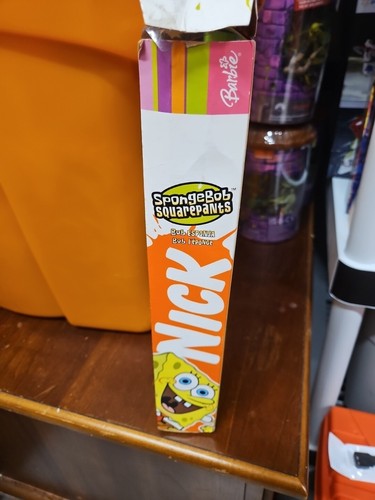 Barbie
SpongeBob
SQUAREPANTS
BOB ESPONJA
BOB L'ÉPONGE
NICK